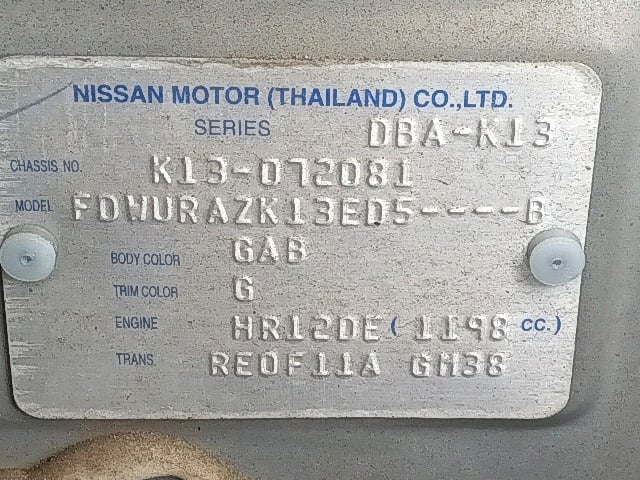 NISSAN MOTOR (THAILAND) CO.,LTD.
SERIES DBA-K13
CHASSIS NO. K13-072081
MODEL FDWURAZK13ED5----B
BODY COLOR GAB
TRIM COLOR G
ENGINE HR12DE ( 1198 CC. )
TRANS RE0F11A GM38